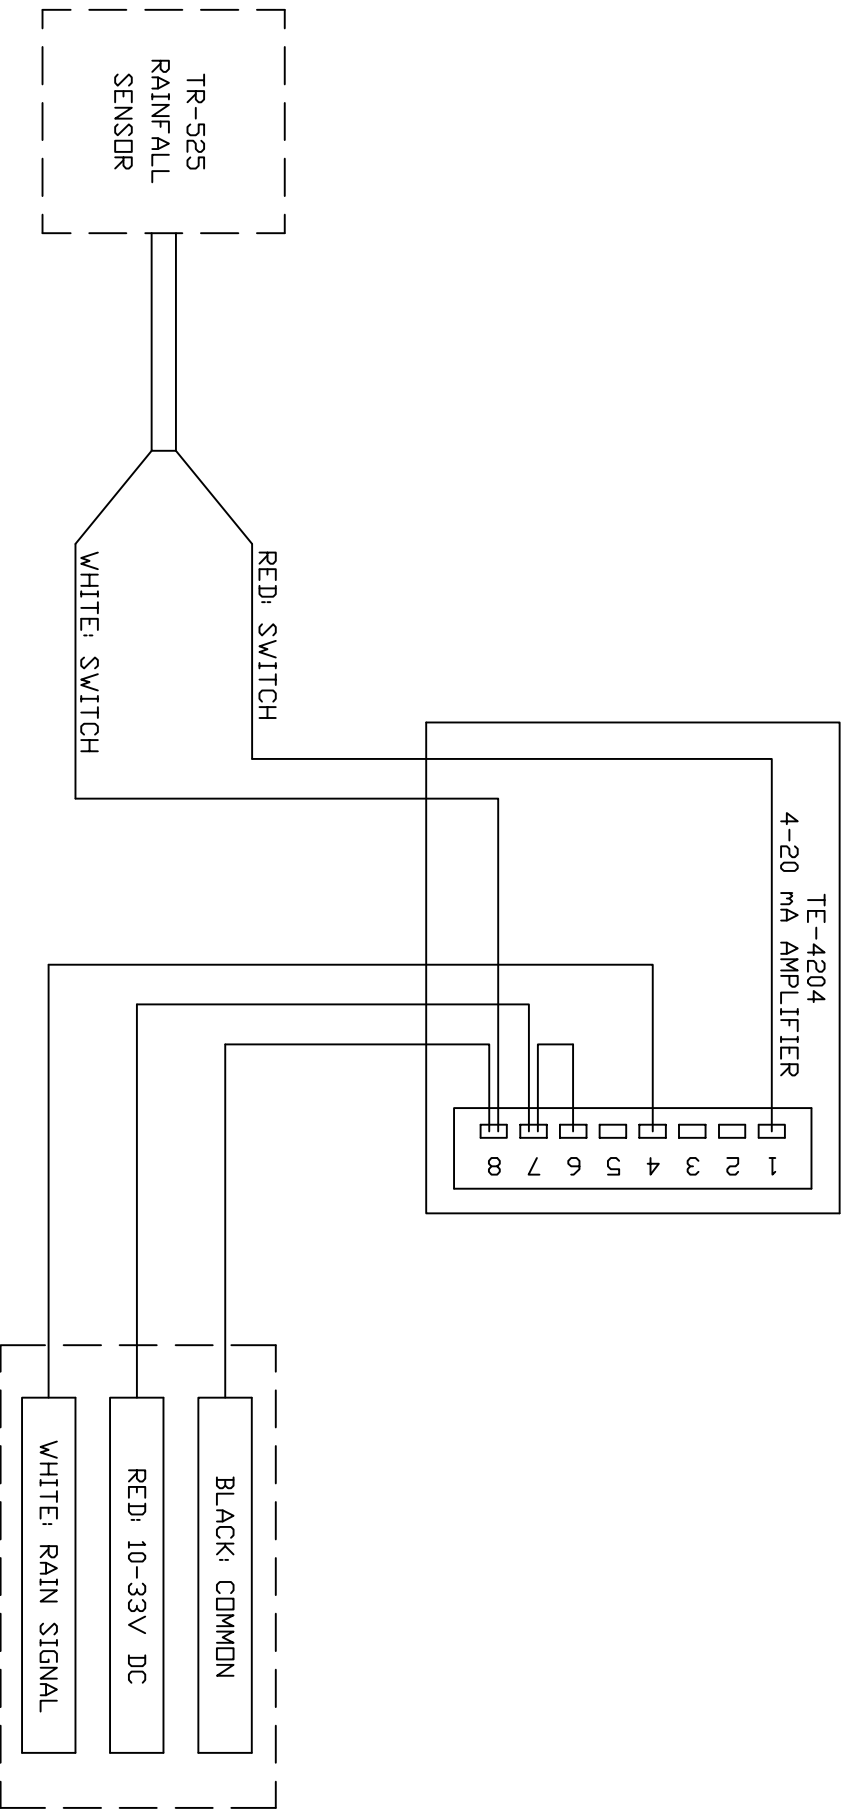 TR-525
RAINFALL
SENSOR
RED: SWITCH
WHITE: SWITCH
TE-4204
4-20 mA AMPLIFIER
1
2
3
4
5
6
7
8
BLACK: COMMON
RED: 10-33V DC
WHITE: RAIN SIGNAL